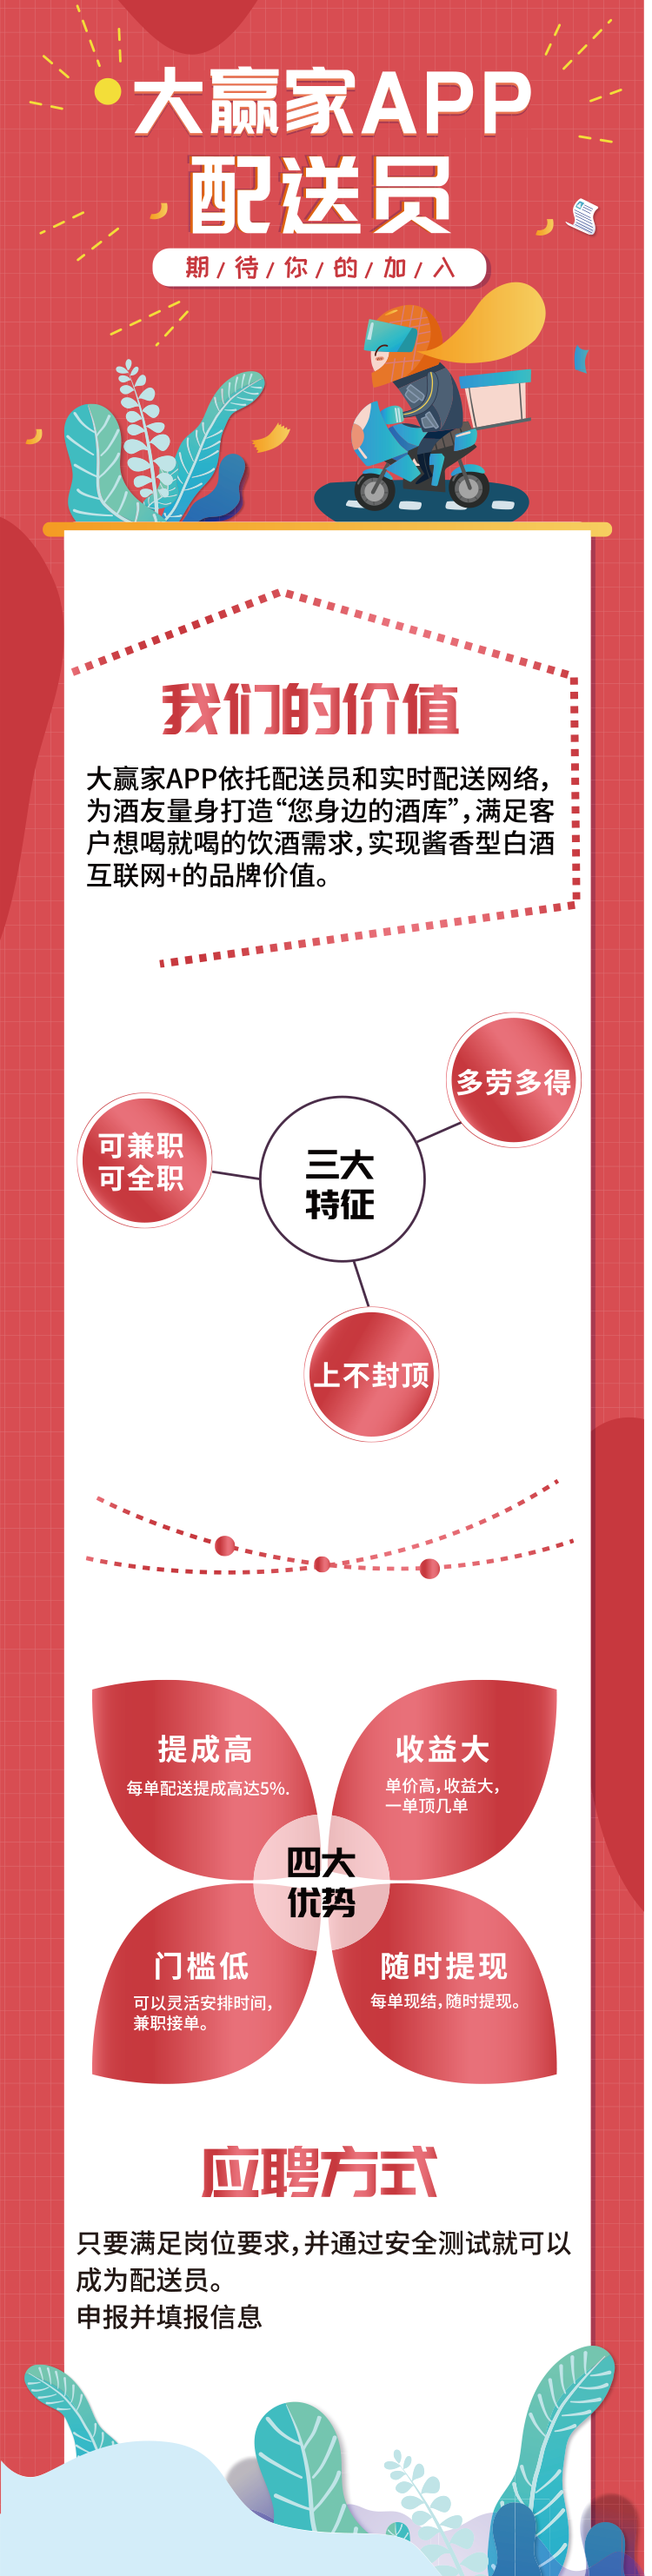 大赢家APP
配送员
期/待/你/的/加/入
我们的价值
大赢家APP依托配送员和实时配送网络，
为酒友量身打造“您身边的酒库”，满足客
户想喝就喝的饮酒需求，实现酱香型白酒
互联网+的品牌价值。
多劳多得
可兼职
可全职
三大
特征
上不封顶
提成高
每单配送提成高达5%.
收益大
单价高，收益大，
一单顶几单
四大
优势
门槛低
可以灵活安排时间，
兼职接单。
随时提现
每单现结，随时提现。
应聘方式
只要满足岗位要求，并通过安全测试就可以
成为配送员。
申报并填报信息